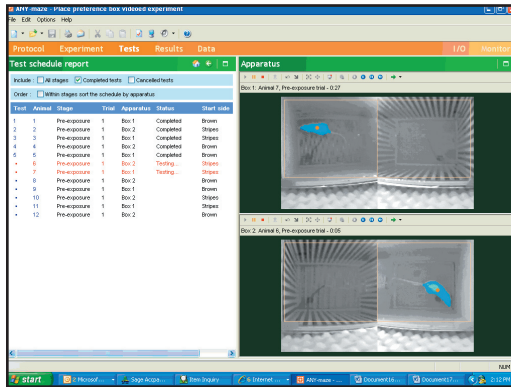 ANY-maze - Place preference box videoed experiment
File Edit Options Help
Protocol Experiment Tests Results Data I/O Monitor
Test schedule report
Include : All stages Completed tests Cancelled tests
Order : Within stages sort the schedule by apparatus
Test Animal Stage Trial Apparatus Status Start side
1 1 Pre-exposure 1 Box 1 Completed Brown
2 2 Pre-exposure 1 Box 2 Completed Stripes
3 3 Pre-exposure 1 Box 1 Completed Stripes
4 4 Pre-exposure 1 Box 2 Completed Brown
5 5 Pre-exposure 1 Box 1 Completed Brown
• 6 Pre-exposure 1 Box 2 Testing... Stripes
• 7 Pre-exposure 1 Box 1 Testing... Stripes
• 8 Pre-exposure 1 Box 2 Brown
• 9 Pre-exposure 1 Box 1 Brown
• 10 Pre-exposure 1 Box 2 Stripes
• 11 Pre-exposure 1 Box 1 Stripes
• 12 Pre-exposure 1 Box 2 Brown
Apparatus
Box 1: Animal 7, Pre-exposure trial - 0:27
Box 2: Animal 6, Pre-exposure trial - 0:05
NUM
start 2 Microsof... Sage Accpa... Item Inquiry 6 Internet ... ANY-maze - ... Document16... Document17... 2:12 PM